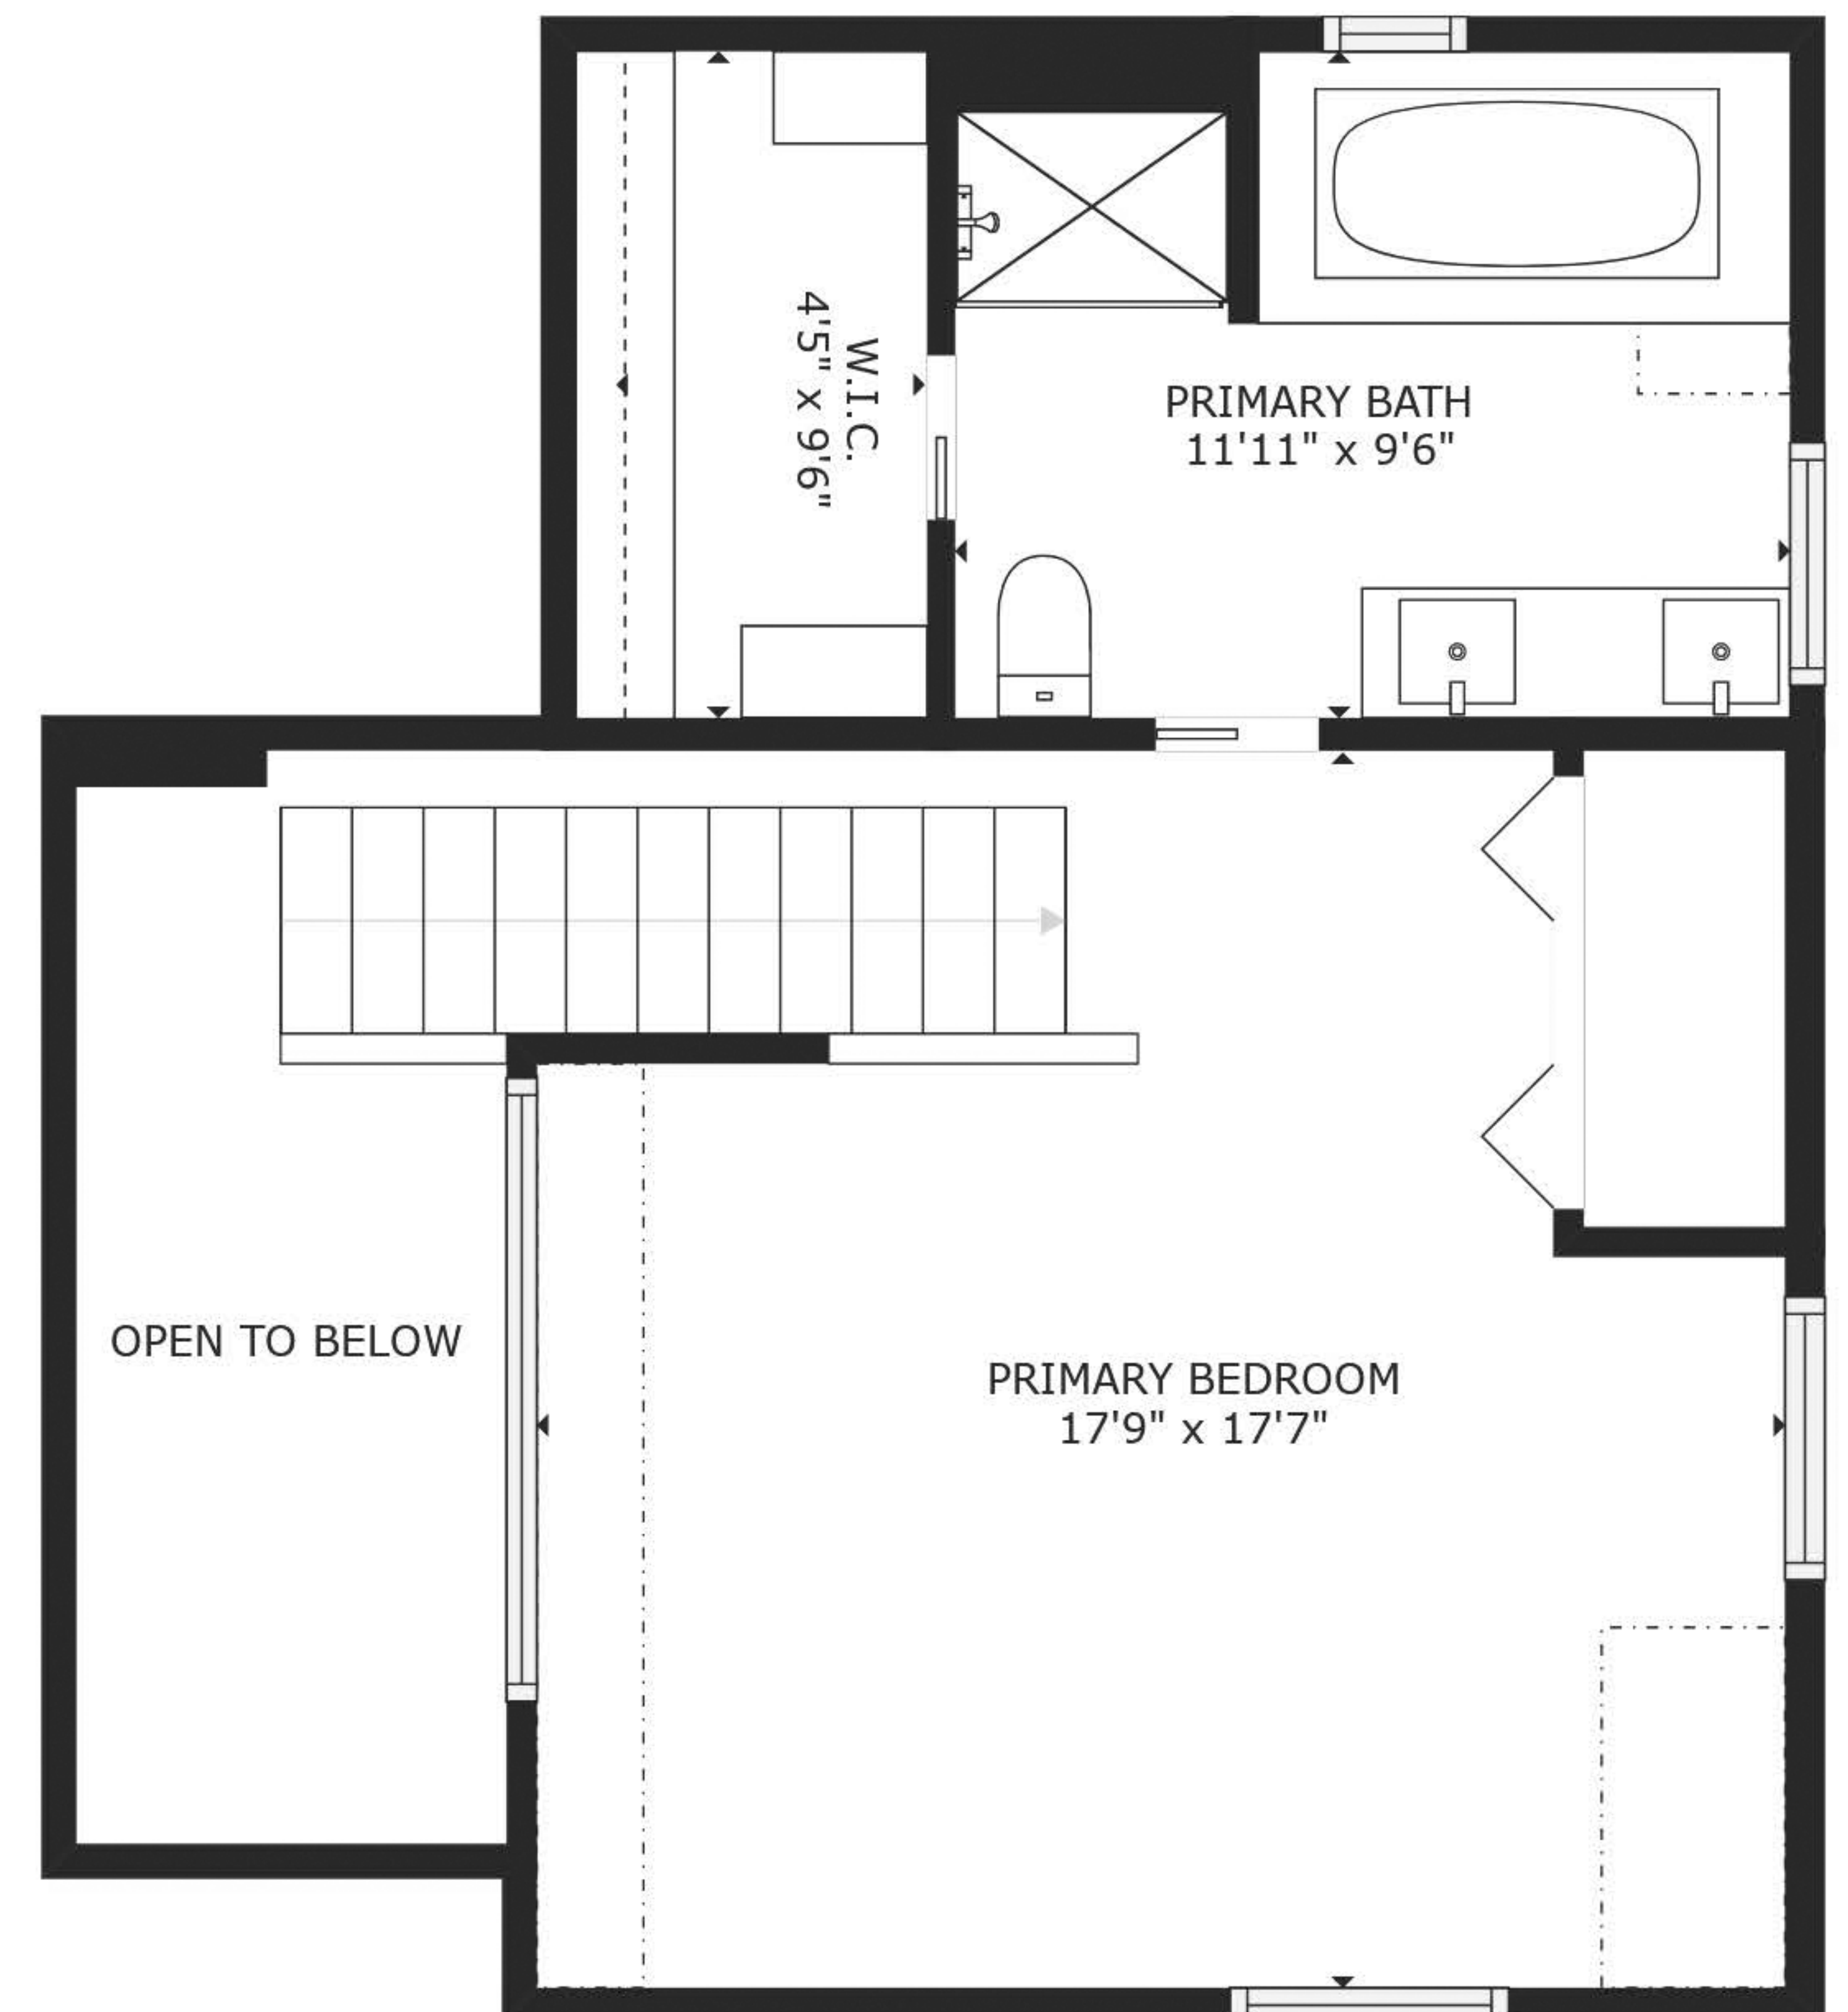 W.I.C.
4'5" x 9'6"
PRIMARY BATH
11'11" x 9'6"
OPEN TO BELOW
PRIMARY BEDROOM
17'9" x 17'7"